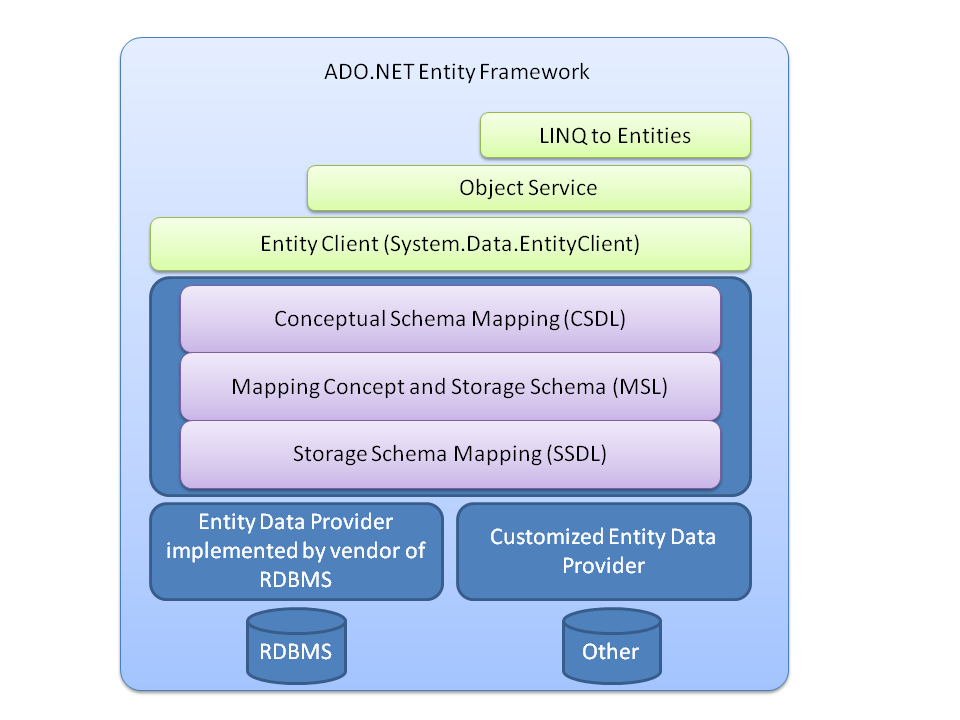 ADO.NET Entity Framework
LINQ to Entities
Object Service
Entity Client (System.Data.EntityClient)
Conceptual Schema Mapping (CSDL)
Mapping Concept and Storage Schema (MSL)
Storage Schema Mapping (SSDL)
Entity Data Provider
implemented by vendor of
RDBMS
Customized Entity Data
Provider
RDBMS
Other